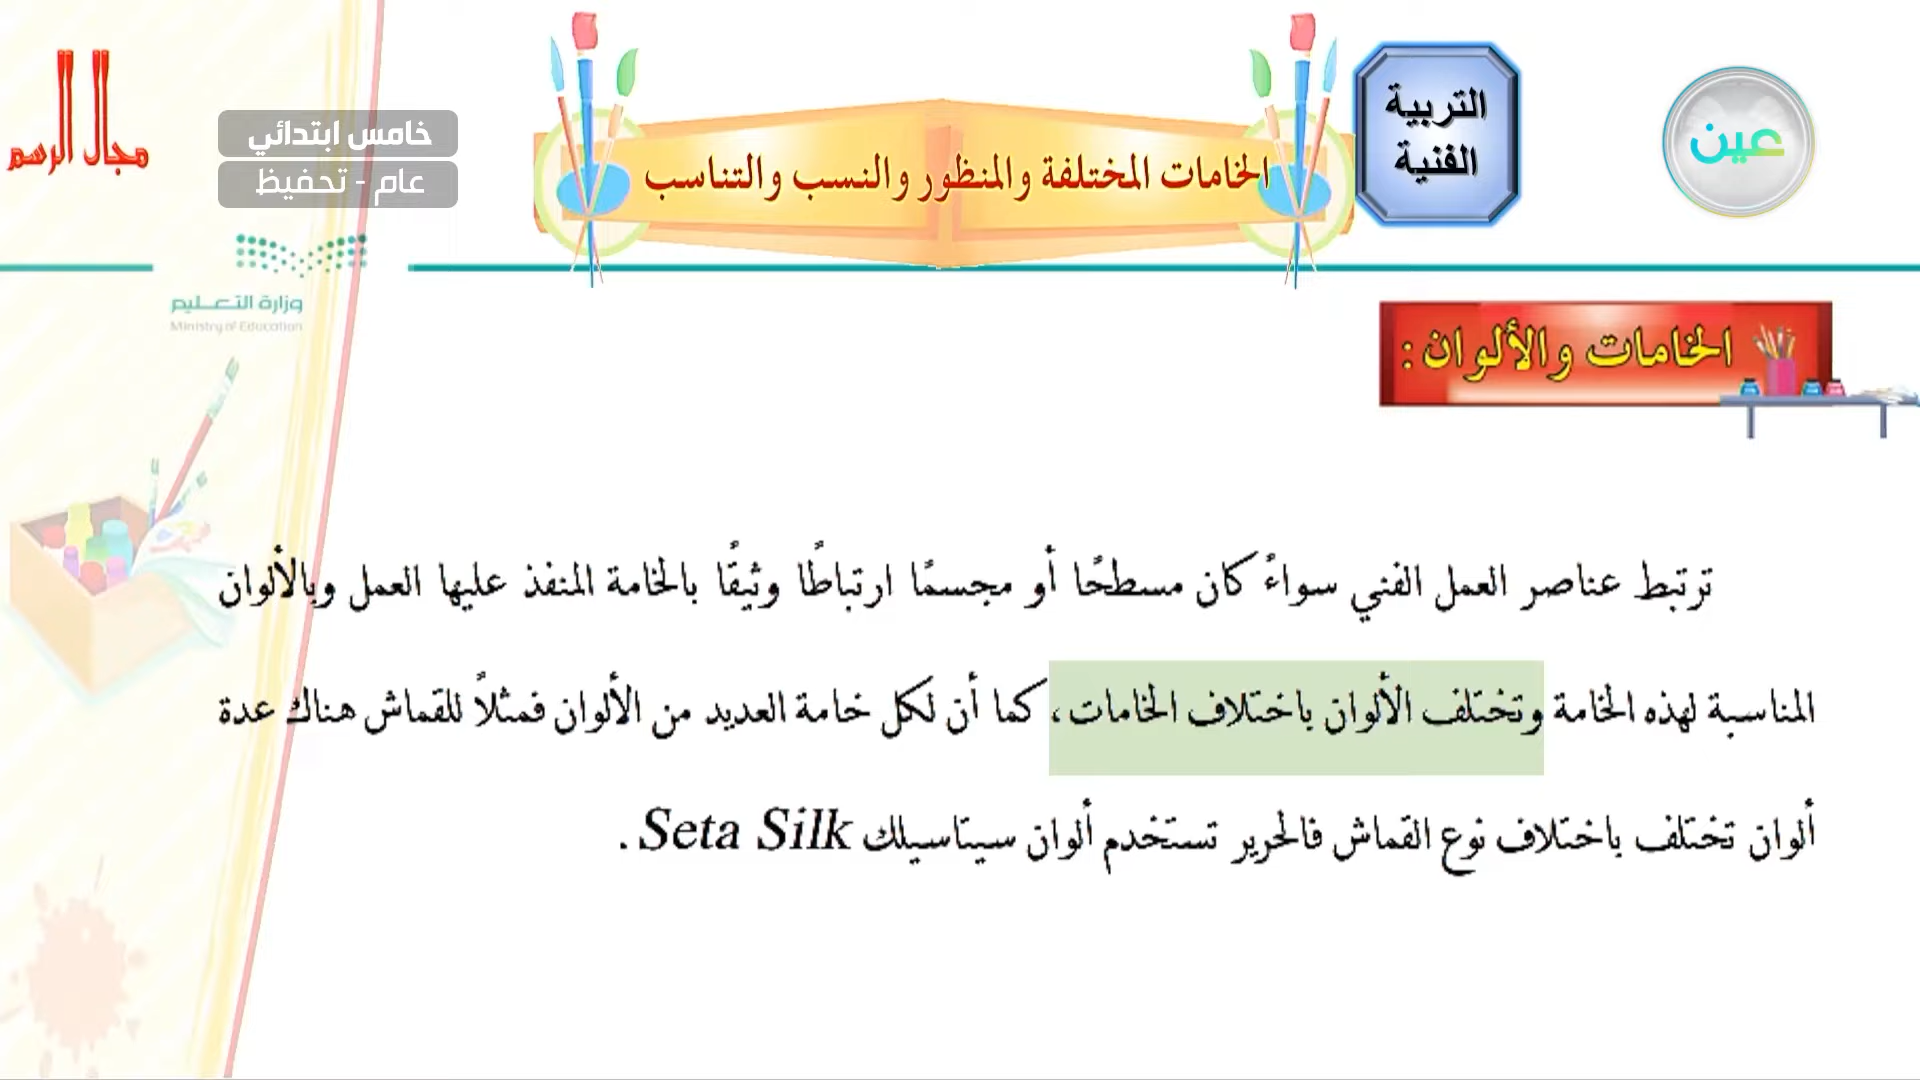 عين
التربية
الفنية
الخامات المختلفة والمنظور والنسب والتناسب
خامس ابتدائي
عام - تحفيظ
مجال الرسم
وزارة التعليم
Ministry of Education
الخامات والألوان :
ترتبط عناصر العمل الفني سواءً كان مسطحًا أو مجسمًا ارتباطًا وثيقًا بالخامة المنفذ عليها العمل وبالألوان
المناسبة لهذه الخامة وتختلف الألوان باختلاف الخامات، كما أن لكل خامة العديد من الألوان فمثلاً للقماش هناك عدة
ألوان تختلف باختلاف نوع القماش فالحرير تستخدم ألوان سيتاسيلك Seta Silk .